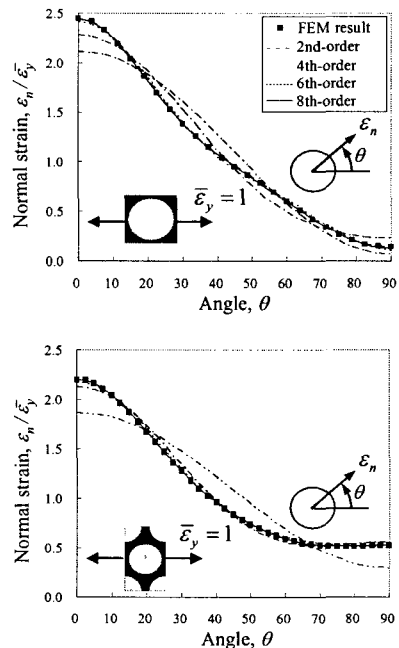 2.5
2.0
1.5
1.0
0.5
0.0
Normal strain, εₙ/ε̄ᵧ
FEM result
2nd-order
4th-order
6th-order
8th-order
εₙ
θ
ε̄ᵧ = 1
0 10 20 30 40 50 60 70 80 90
Angle, θ
2.5
2.0
1.5
1.0
0.5
0.0
Normal strain, εₙ/ε̄ᵧ
εₙ
θ
ε̄ᵧ = 1
0 10 20 30 40 50 60 70 80 90
Angle, θ